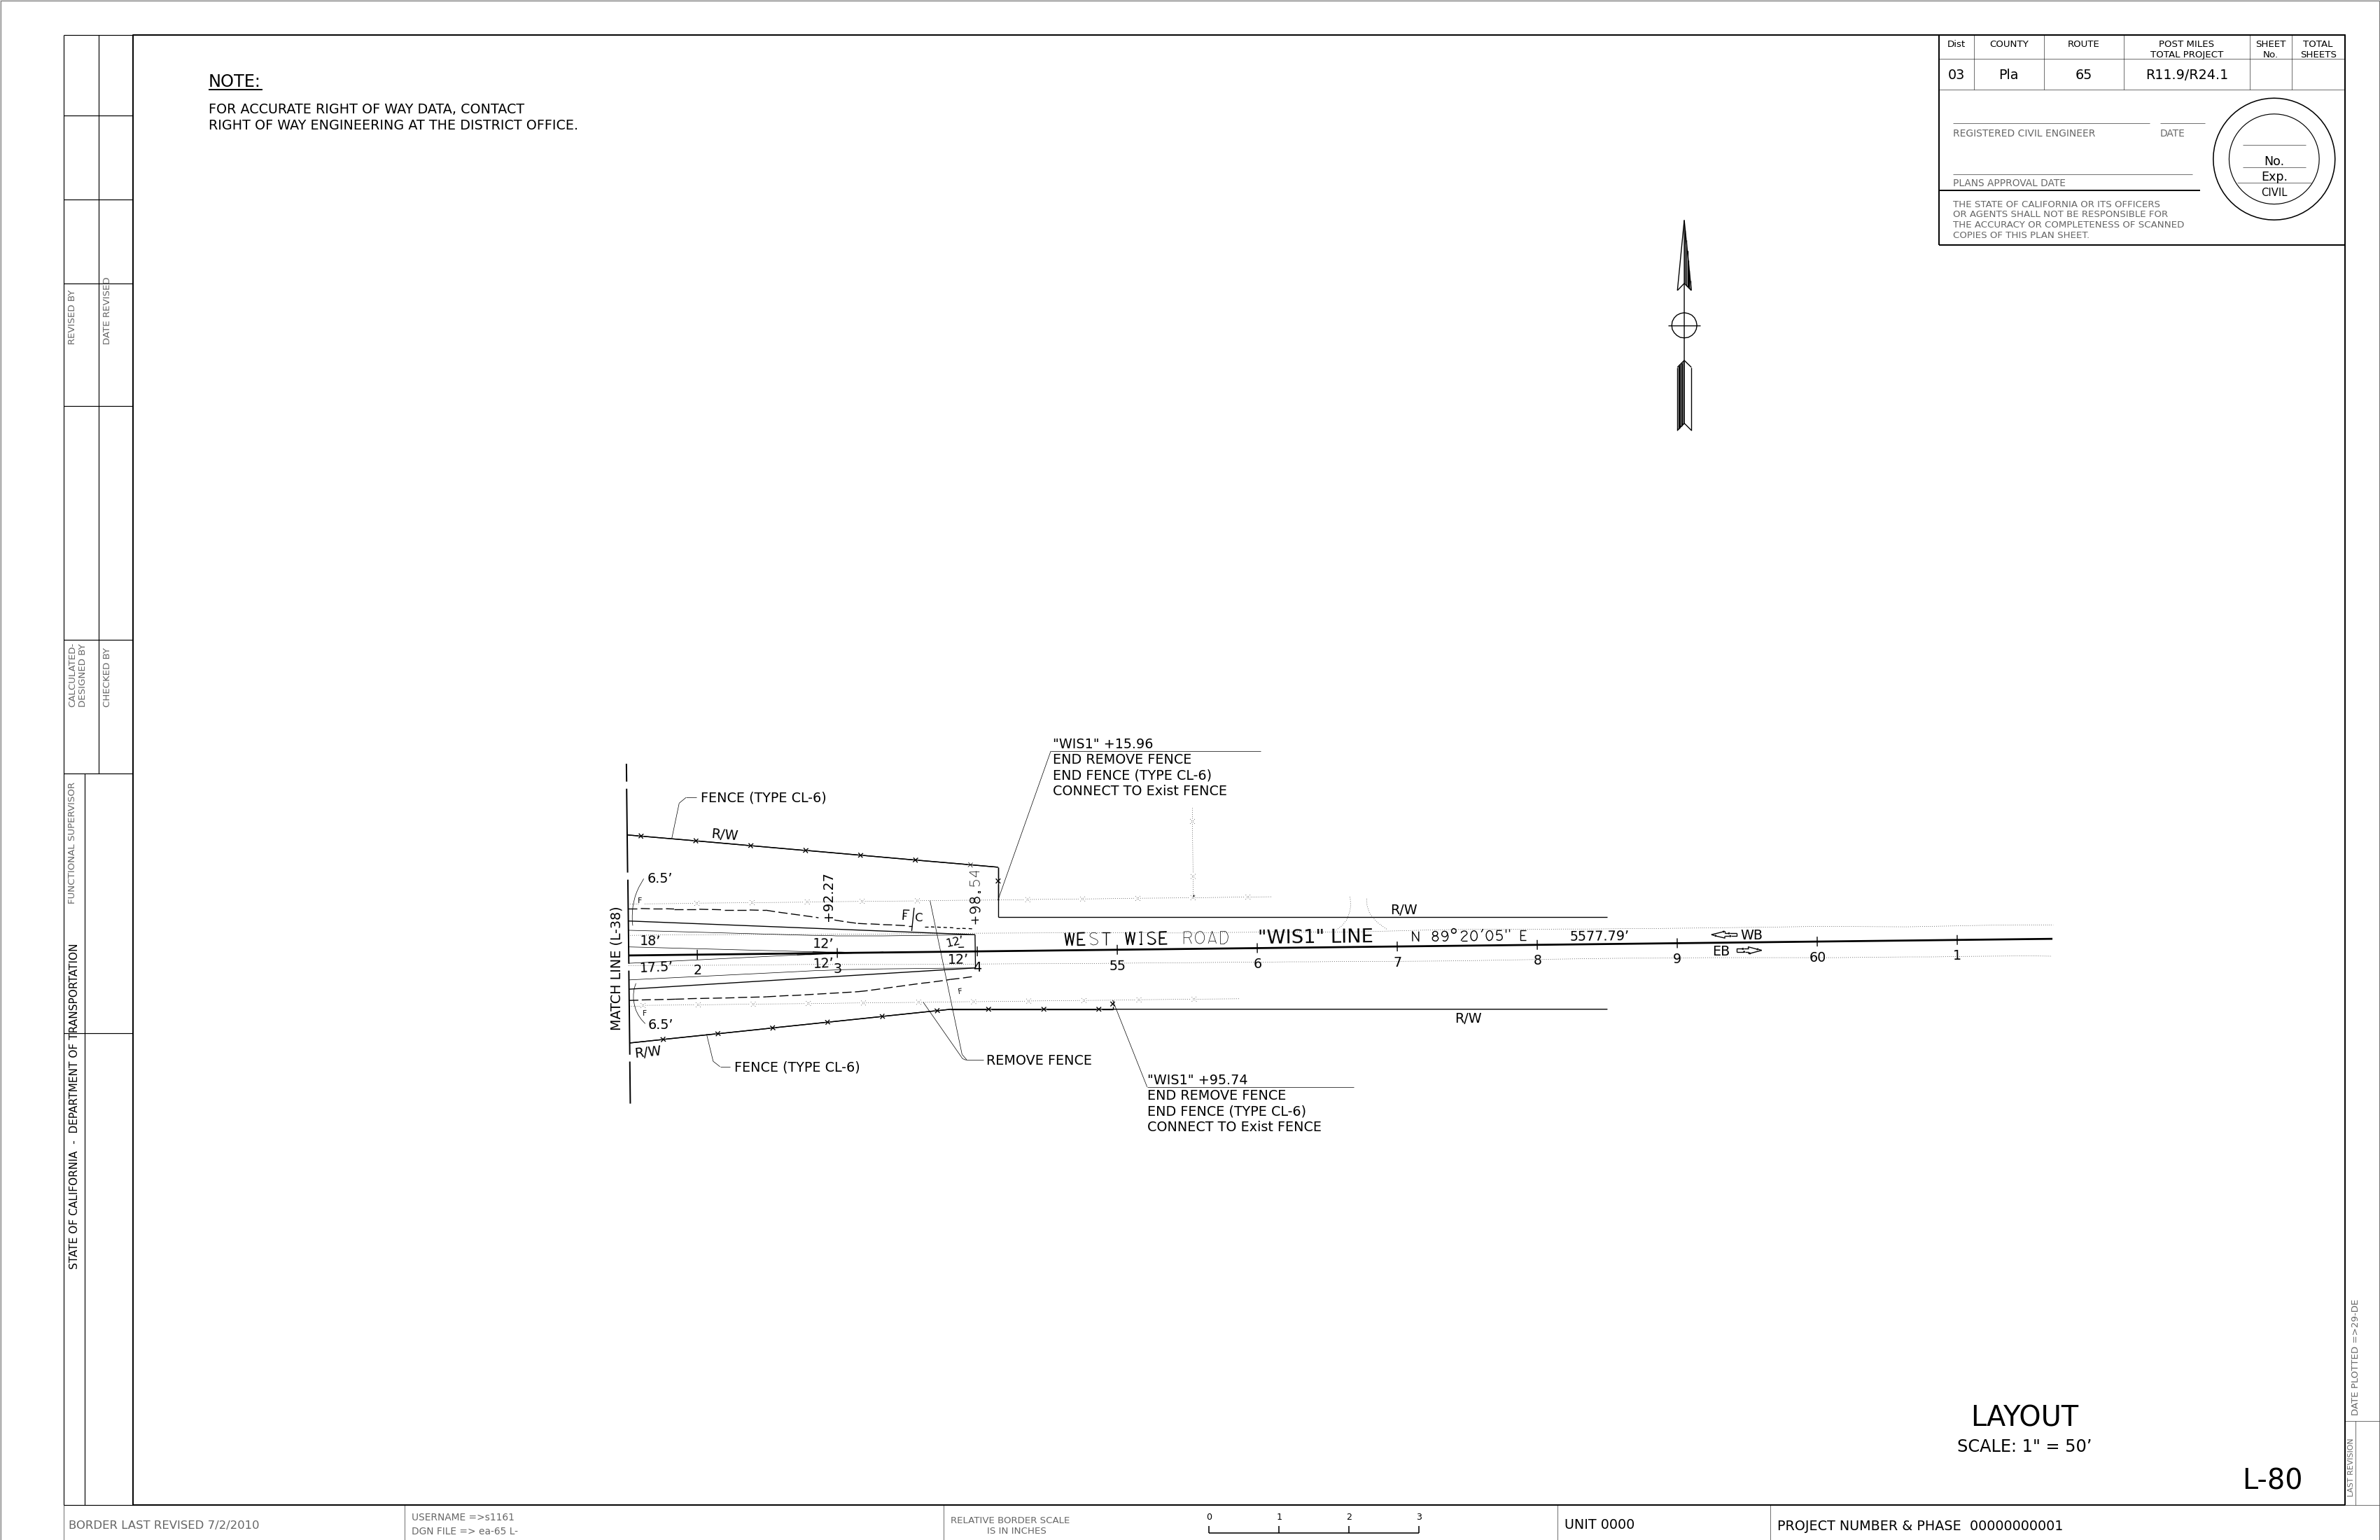 NOTE:
FOR ACCURATE RIGHT OF WAY DATA, CONTACT
RIGHT OF WAY ENGINEERING AT THE DISTRICT OFFICE.
Dist COUNTY ROUTE POST MILES TOTAL PROJECT SHEET No. TOTAL SHEETS
03 Pla 65 R11.9/R24.1
REGISTERED CIVIL ENGINEER DATE
PLANS APPROVAL DATE
No.
Exp.
CIVIL
THE STATE OF CALIFORNIA OR ITS OFFICERS
OR AGENTS SHALL NOT BE RESPONSIBLE FOR
THE ACCURACY OR COMPLETENESS OF SCANNED
COPIES OF THIS PLAN SHEET.
REVISED BY
DATE REVISED
CALCULATED-
DESIGNED BY
CHECKED BY
FUNCTIONAL SUPERVISOR
STATE OF CALIFORNIA - DEPARTMENT OF TRANSPORTATION
"WIS1" +15.96
END REMOVE FENCE
END FENCE (TYPE CL-6)
CONNECT TO Exist FENCE
FENCE (TYPE CL-6)
R/W
MATCH LINE (L-38)
6.5’
F
+92.27
+98.54
F C
R/W
18’
12’
12’
WEST WISE ROAD "WIS1" LINE N 89°20’05" E 5577.79’
WB
EB
17.5’
12’
12’
2 3 4 55 6 7 8 9 60 1
F
F
6.5’
R/W
R/W
FENCE (TYPE CL-6)
REMOVE FENCE
"WIS1" +95.74
END REMOVE FENCE
END FENCE (TYPE CL-6)
CONNECT TO Exist FENCE
LAYOUT
SCALE: 1" = 50’
L-80
DATE PLOTTED =>29-DE
LAST REVISION
BORDER LAST REVISED 7/2/2010
USERNAME =>s1161
DGN FILE => ea-65 L-
RELATIVE BORDER SCALE
IS IN INCHES
0 1 2 3
UNIT 0000
PROJECT NUMBER & PHASE 00000000001